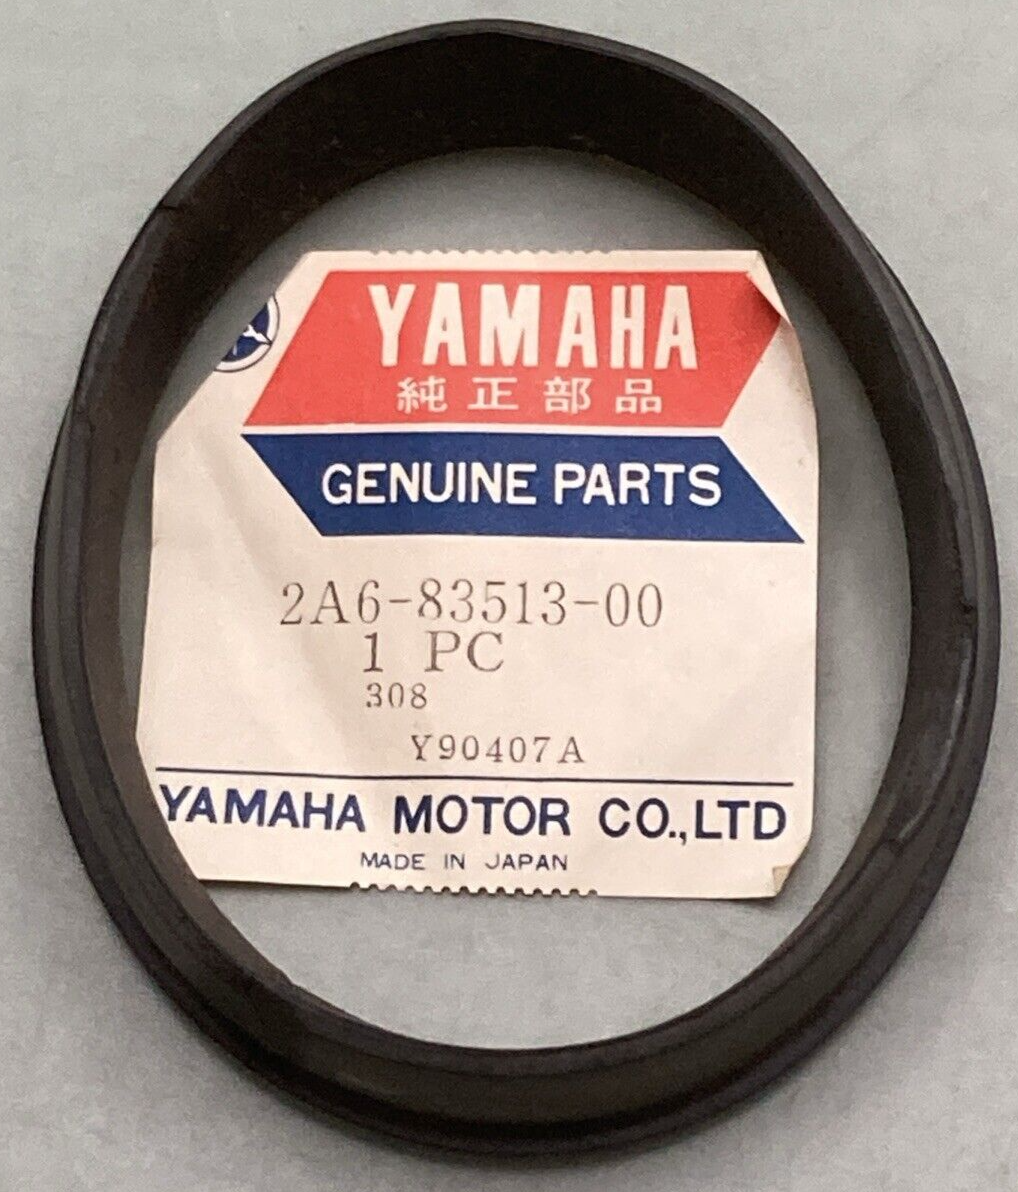 YAMAHA
純正部品
GENUINE PARTS
2A6-83513-00
1 PC
308
Y90407A
YAMAHA MOTOR CO.,LTD
MADE IN JAPAN